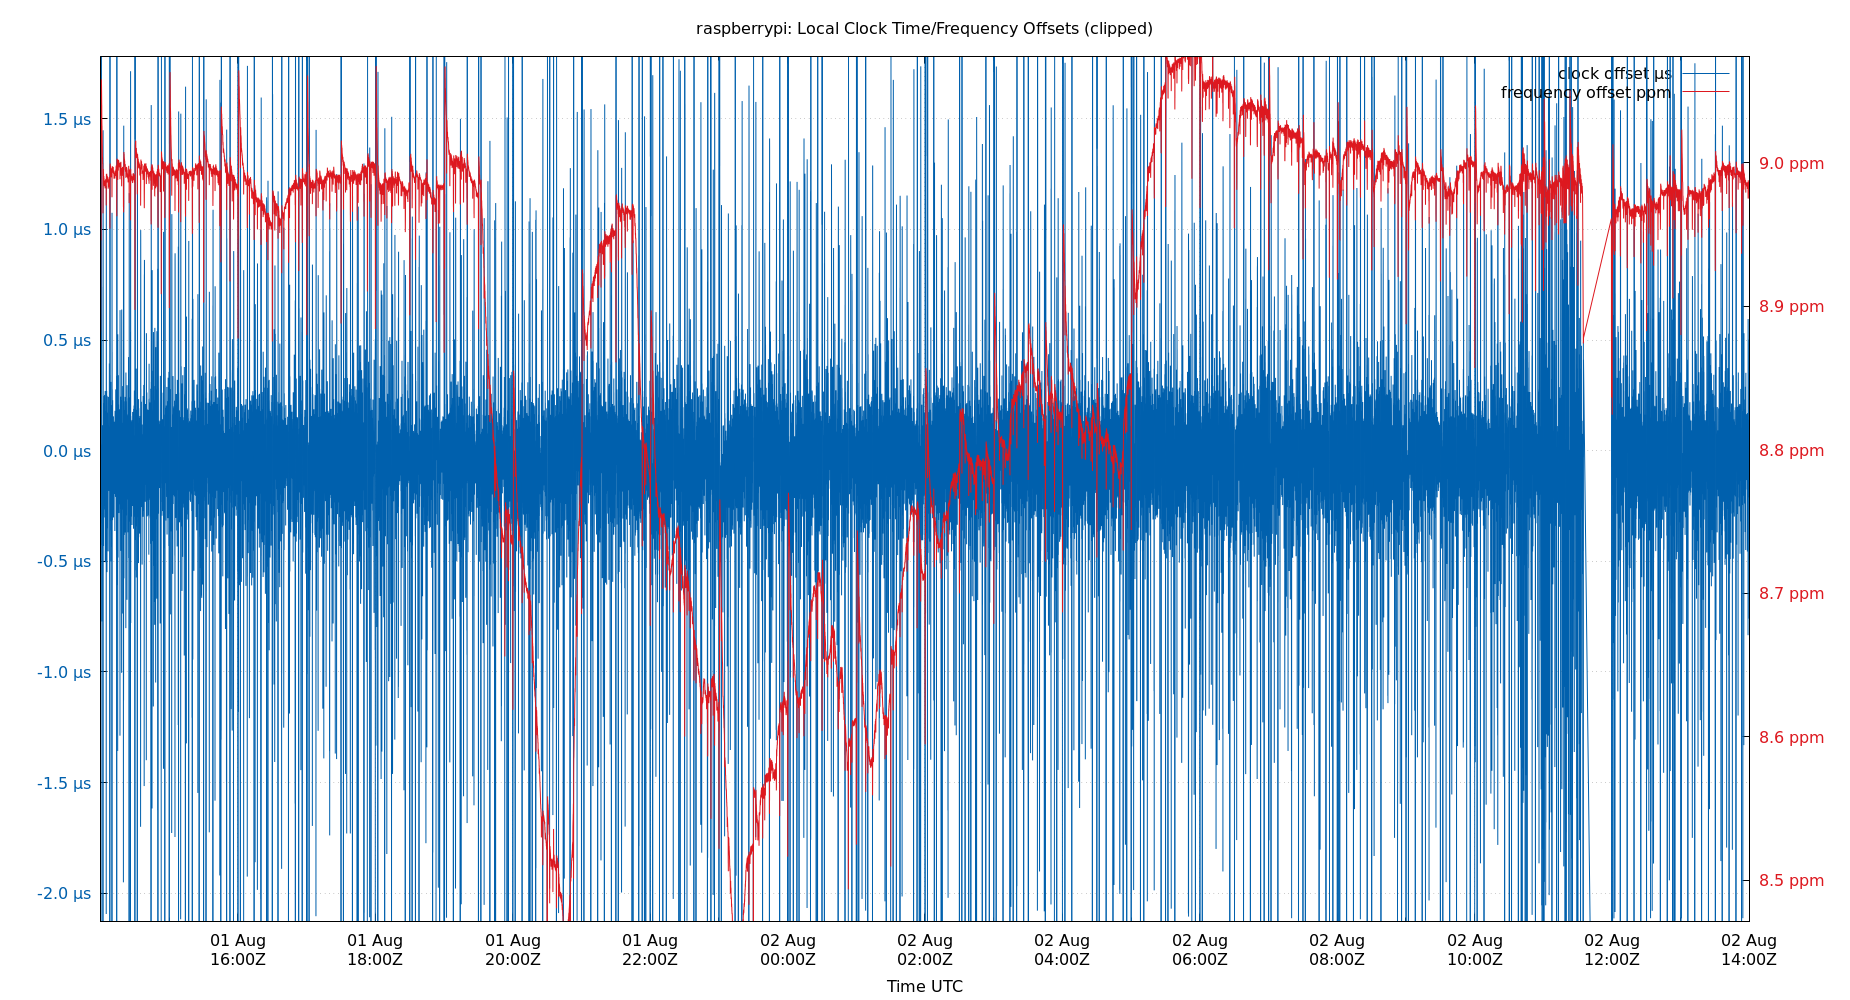 raspberrypi: Local Clock Time/Frequency Offsets (clipped)
clock offset µs
frequency offset ppm
1.5 µs
1.0 µs
0.5 µs
0.0 µs
-0.5 µs
-1.0 µs
-1.5 µs
-2.0 µs
9.0 ppm
8.9 ppm
8.8 ppm
8.7 ppm
8.6 ppm
8.5 ppm
01 Aug 01 Aug 01 Aug 01 Aug 02 Aug 02 Aug 02 Aug 02 Aug 02 Aug 02 Aug 02 Aug 02 Aug
16:00Z 18:00Z 20:00Z 22:00Z 00:00Z 02:00Z 04:00Z 06:00Z 08:00Z 10:00Z 12:00Z 14:00Z
Time UTC